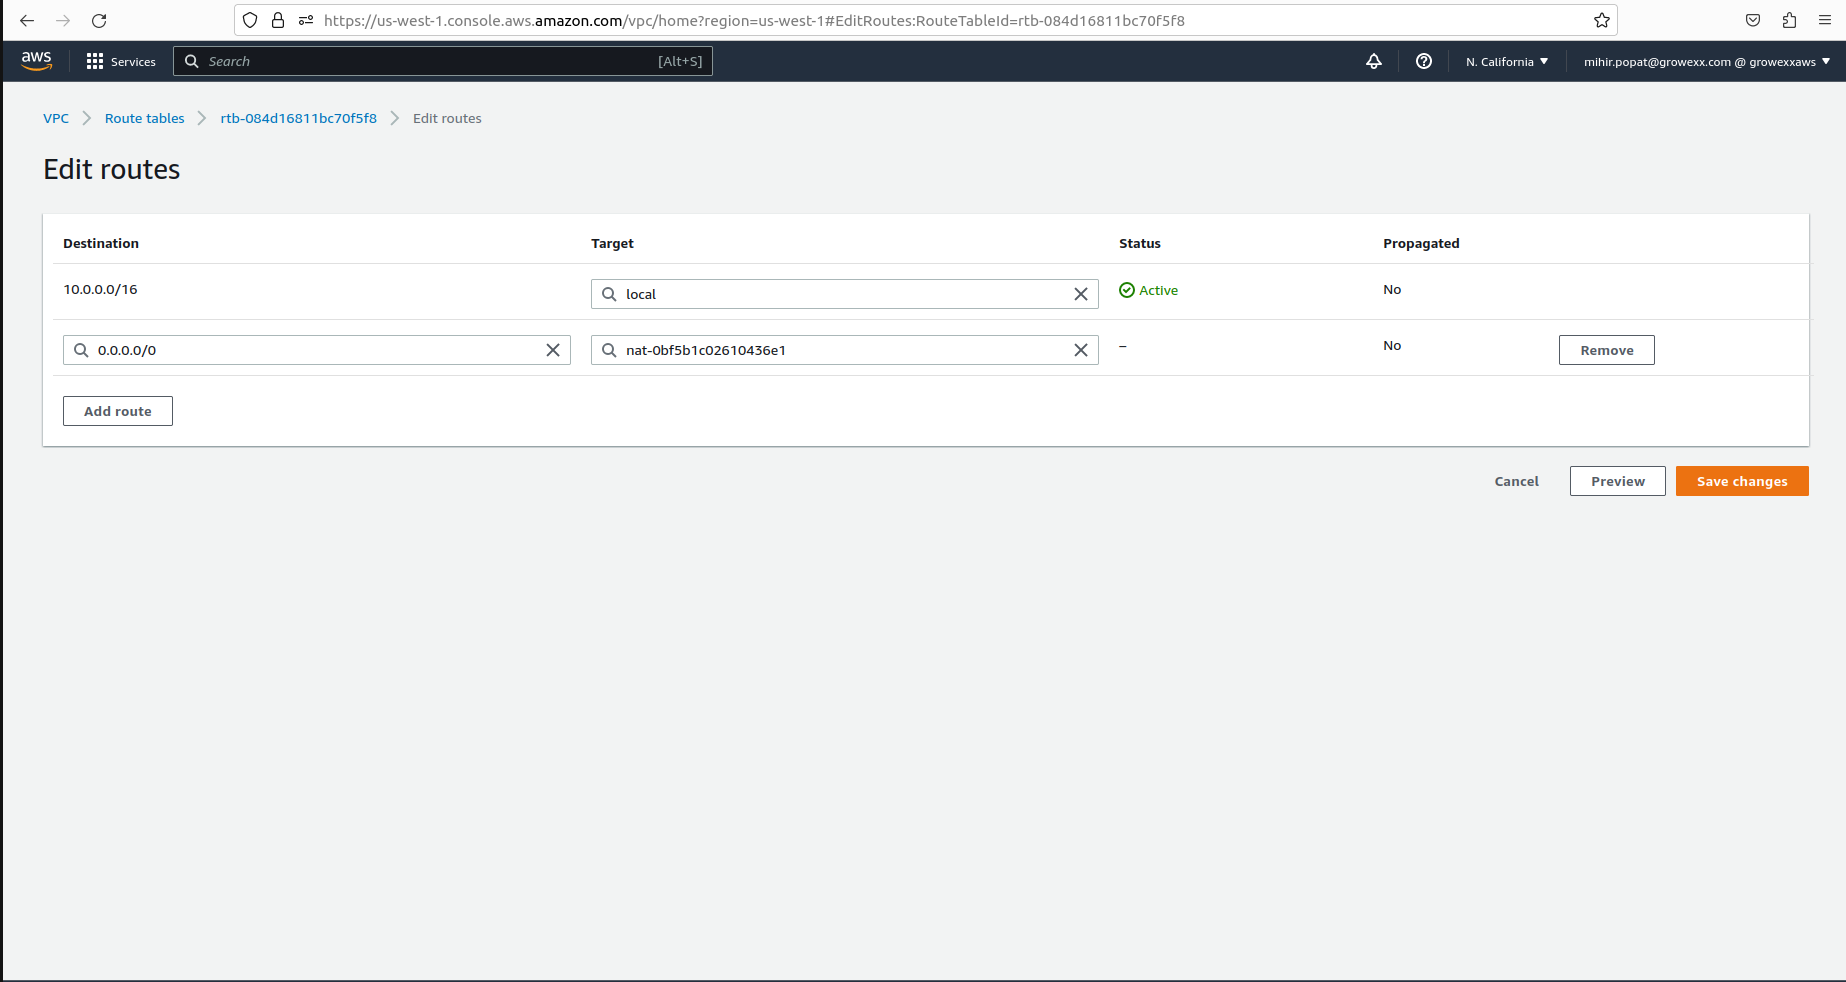 https://us-west-1.console.aws.amazon.com/vpc/home?region=us-west-1#EditRoutes:RouteTableId=rtb-084d16811bc70f5f8
aws Services Search [Alt+S] N. California mihir.popat@growexx.com @ growexxaws
VPC Route tables rtb-084d16811bc70f5f8 Edit routes
Edit routes
Destination Target Status Propagated
10.0.0.0/16 local Active No
0.0.0.0/0 nat-0bf5b1c02610436e1 – No Remove
Add route
Cancel Preview Save changes